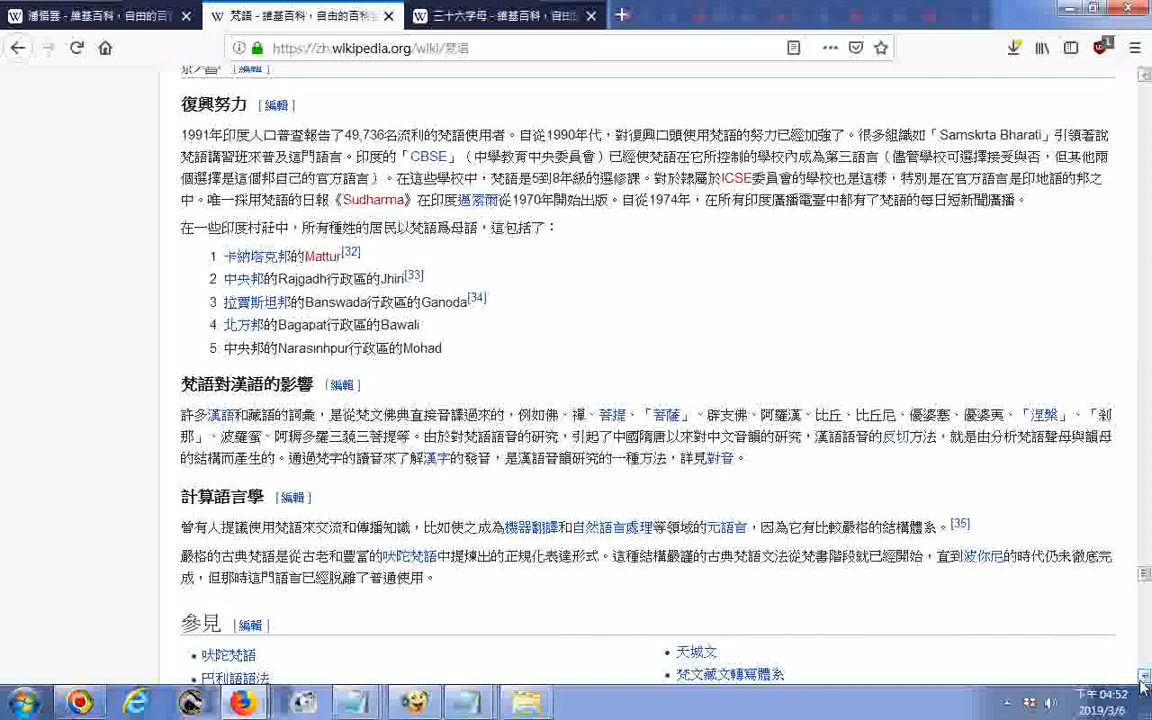 潘悟雲 - 維基百科，自由的百
梵語 - 維基百科，自由的百科
三十六字母 - 維基百科，自由
https://zh.wikipedia.org/wiki/梵語
[編輯]
復興努力 [編輯]
1991年印度人口普查報告了49,736名流利的梵語使用者。自從1990年代，對復興口頭使用梵語的努力已經加強了。很多組織如「Samskrta Bharati」引領著說
梵語講習班來普及這門語言。印度的「CBSE」（中學教育中央委員會）已經使梵語在它所控制的學校內成為第三語言（儘管學校可選擇接受與否，但其他兩
個選擇是這個邦自己的官方語言）。在這些學校中，梵語是5到8年級的選修課。對於隸屬於ICSE委員會的學校也是這樣，特別是在官方語言是印地語的邦之
中。唯一採用梵語的日報《Sudharma》在印度邁索爾從1970年開始出版。自從1974年，在所有印度廣播電臺中都有了梵語的每日短新聞廣播。
在一些印度村莊中，所有種姓的居民以梵語爲母語，這包括了：
1 卡納塔克邦的Mattur[32]
2 中央邦的Rajgadh行政區的Jhiri[33]
3 拉賈斯坦邦的Banswada行政區的Ganoda[34]
4 北方邦的Bagapat行政區的Bawali
5 中央邦的Narasinhpur行政區的Mohad
梵語對漢語的影響 [編輯]
許多漢語和藏語的詞彙，是從梵文佛典直接音譯過來的，例如佛、禪、菩提、「菩薩」、辟支佛、阿羅漢、比丘、比丘尼、優婆塞、優婆夷、「涅槃」、「剎
那」、波羅蜜、阿耨多羅三藐三菩提等。由於對梵語語音的研究，引起了中國隋唐以來對中文音韻的研究，漢語語音的反切方法，就是由分析梵語聲母與韻母
的結構而產生的。通過梵字的讀音來了解漢字的發音，是漢語音韻研究的一種方法，詳見對音。
計算語言學 [編輯]
曾有人提議使用梵語來交流和傳播知識，比如使之成為機器翻譯和自然語言處理等領域的元語言，因為它有比較嚴格的結構體系。[35]
嚴格的古典梵語是從古老和豐富的吠陀梵語中提煉出的正規化表達形式。這種結構嚴謹的古典梵語文法從梵書階段就已經開始，直到波你尼的時代仍未徹底完
成，但那時這門語言已經脫離了普通使用。
參見 [編輯]
吠陀梵語
天城文
巴利語語法
梵文藏文轉寫體系
下午 04:52
2019/3/6